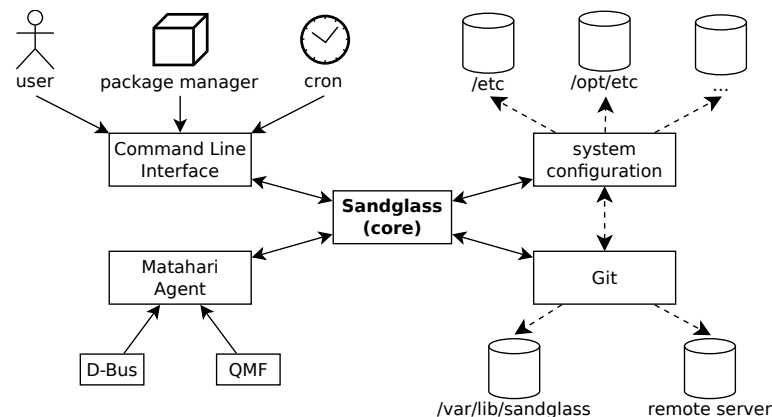 user
package manager
cron
/etc
/opt/etc
...
Command Line
Interface
system
configuration
Sandglass
(core)
Matahari
Agent
Git
D-Bus
QMF
/var/lib/sandglass
remote server